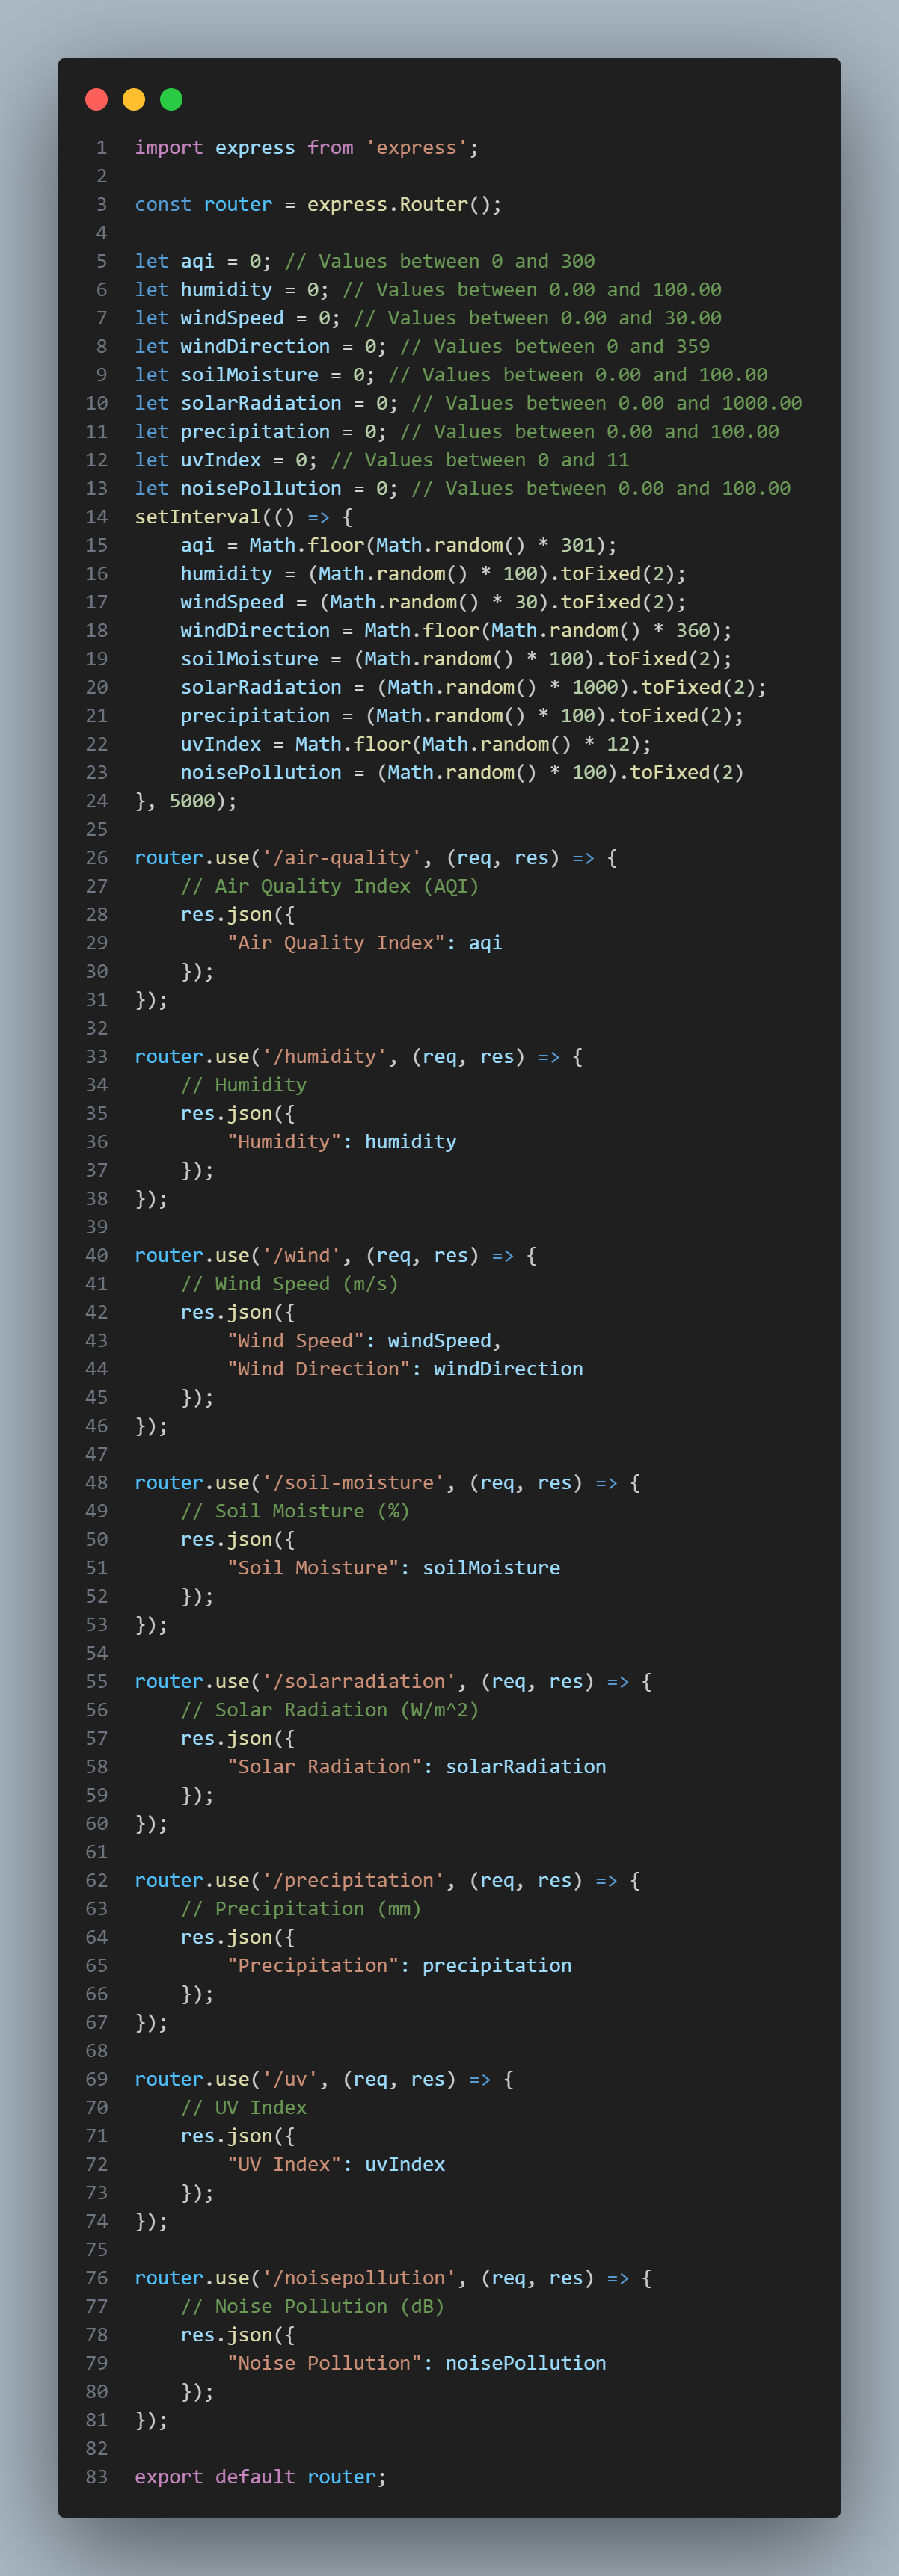 1 import express from 'express';
2
3 const router = express.Router();
4
5 let aqi = 0; // Values between 0 and 300
6 let humidity = 0; // Values between 0.00 and 100.00
7 let windSpeed = 0; // Values between 0.00 and 30.00
8 let windDirection = 0; // Values between 0 and 359
9 let soilMoisture = 0; // Values between 0.00 and 100.00
10 let solarRadiation = 0; // Values between 0.00 and 1000.00
11 let precipitation = 0; // Values between 0.00 and 100.00
12 let uvIndex = 0; // Values between 0 and 11
13 let noisePollution = 0; // Values between 0.00 and 100.00
14 setInterval(() => {
15     aqi = Math.floor(Math.random() * 301);
16     humidity = (Math.random() * 100).toFixed(2);
17     windSpeed = (Math.random() * 30).toFixed(2);
18     windDirection = Math.floor(Math.random() * 360);
19     soilMoisture = (Math.random() * 100).toFixed(2);
20     solarRadiation = (Math.random() * 1000).toFixed(2);
21     precipitation = (Math.random() * 100).toFixed(2);
22     uvIndex = Math.floor(Math.random() * 12);
23     noisePollution = (Math.random() * 100).toFixed(2)
24 }, 5000);
25
26 router.use('/air-quality', (req, res) => {
27     // Air Quality Index (AQI)
28     res.json({
29         "Air Quality Index": aqi
30     });
31 });
32
33 router.use('/humidity', (req, res) => {
34     // Humidity
35     res.json({
36         "Humidity": humidity
37     });
38 });
39
40 router.use('/wind', (req, res) => {
41     // Wind Speed (m/s)
42     res.json({
43         "Wind Speed": windSpeed,
44         "Wind Direction": windDirection
45     });
46 });
47
48 router.use('/soil-moisture', (req, res) => {
49     // Soil Moisture (%)
50     res.json({
51         "Soil Moisture": soilMoisture
52     });
53 });
54
55 router.use('/solarradiation', (req, res) => {
56     // Solar Radiation (W/m^2)
57     res.json({
58         "Solar Radiation": solarRadiation
59     });
60 });
61
62 router.use('/precipitation', (req, res) => {
63     // Precipitation (mm)
64     res.json({
65         "Precipitation": precipitation
66     });
67 });
68
69 router.use('/uv', (req, res) => {
70     // UV Index
71     res.json({
72         "UV Index": uvIndex
73     });
74 });
75
76 router.use('/noisepollution', (req, res) => {
77     // Noise Pollution (dB)
78     res.json({
79         "Noise Pollution": noisePollution
80     });
81 });
82
83 export default router;